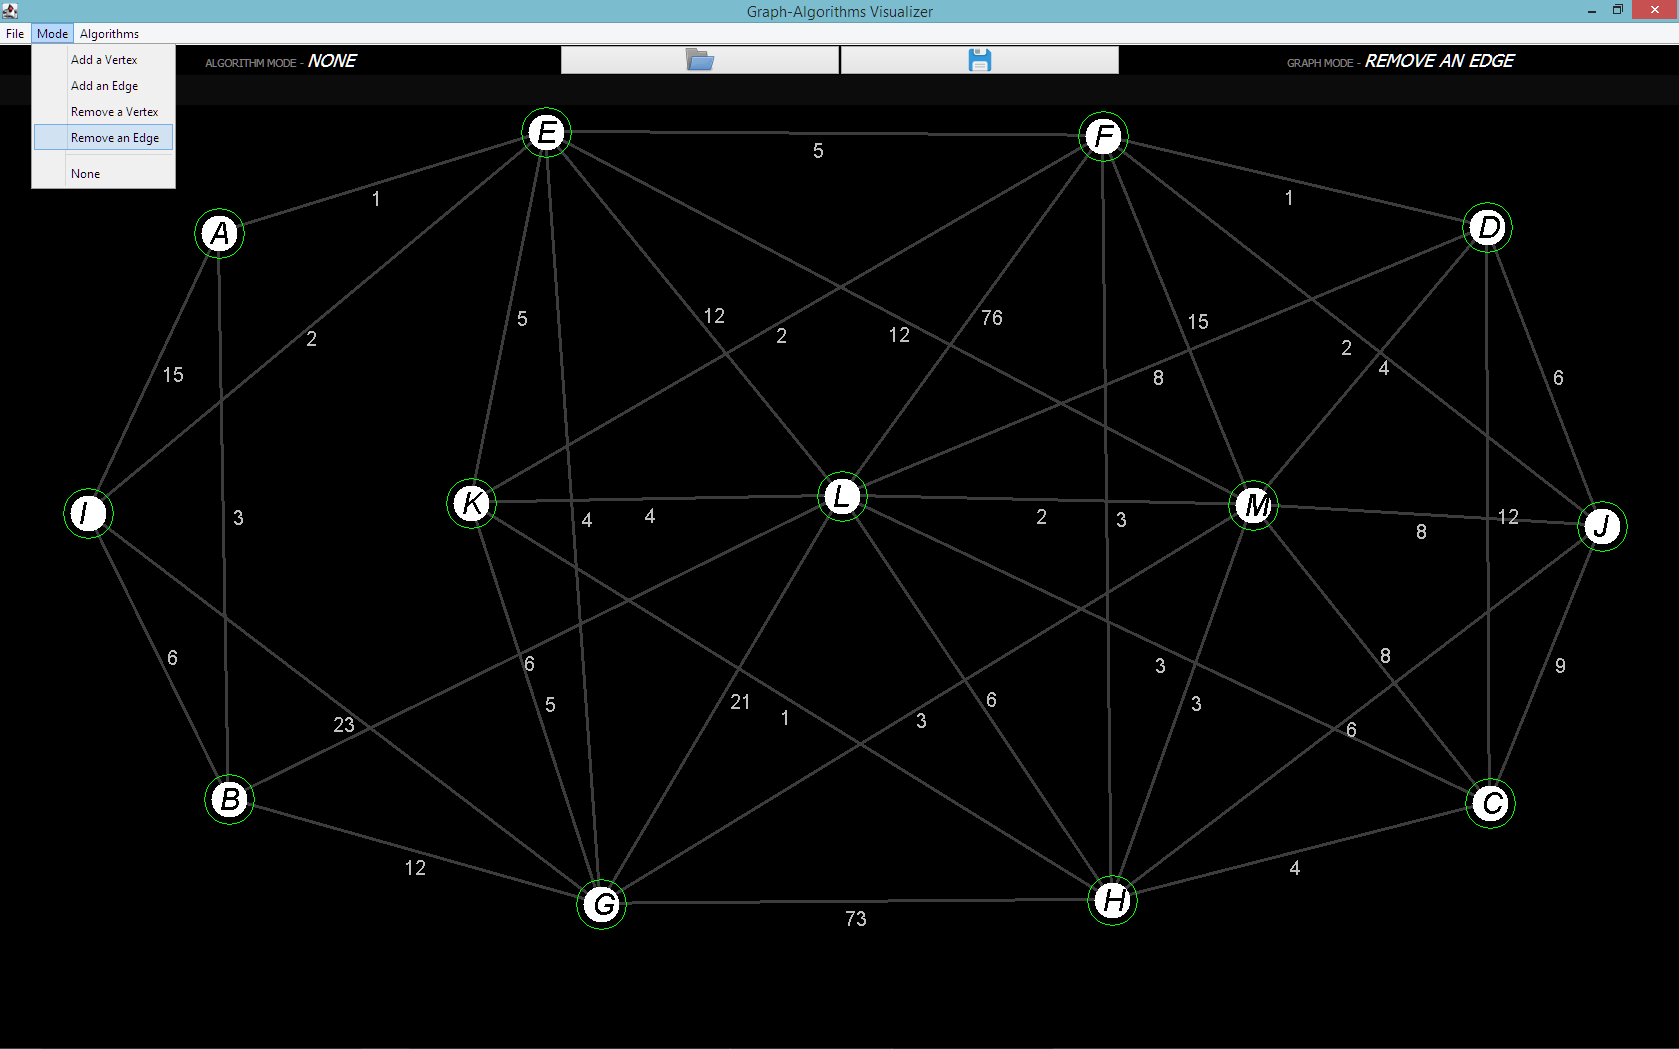 Graph-Algorithms Visualizer
File Mode Algorithms
Add a Vertex
Add an Edge
Remove a Vertex
Remove an Edge
None
ALGORITHM MODE - NONE
GRAPH MODE - REMOVE AN EDGE
E
F
5
1
1
A
D
5
12
2
12
76
15
2
2
4
15
8
6
I
K
L
M
J
3
4
4
2
3
8
12
6
6
5
23
21
1
3
6
3
3
8
6
9
B
C
12
4
G
H
73